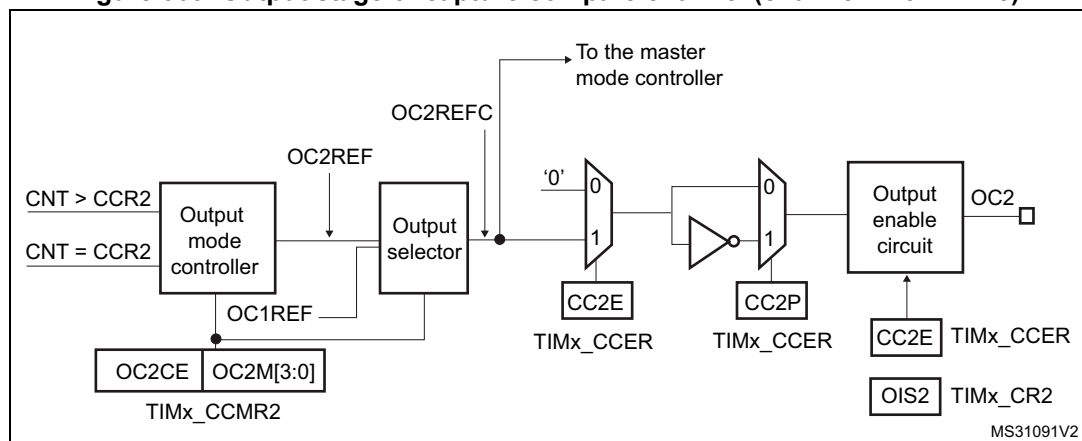 To the master
mode controller
OC2REFC
OC2REF
CNT > CCR2
CNT = CCR2
Output
mode
controller
Output
selector
OC1REF
'0'
0
1
0
1
Output
enable
circuit
OC2
CC2E
TIMx_CCER
CC2P
TIMx_CCER
CC2E
TIMx_CCER
OC2CE
OC2M[3:0]
TIMx_CCMR2
OIS2
TIMx_CR2
MS31091V2